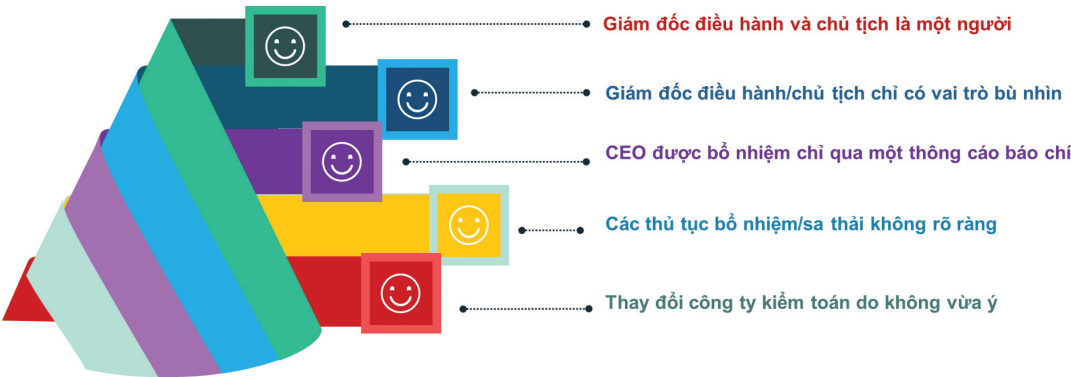 Giám đốc điều hành và chủ tịch là một người
Giám đốc điều hành/chủ tịch chỉ có vai trò bù nhìn
CEO được bổ nhiệm chỉ qua một thông cáo báo chí
Các thủ tục bổ nhiệm/sa thải không rõ ràng
Thay đổi công ty kiểm toán do không vừa ý